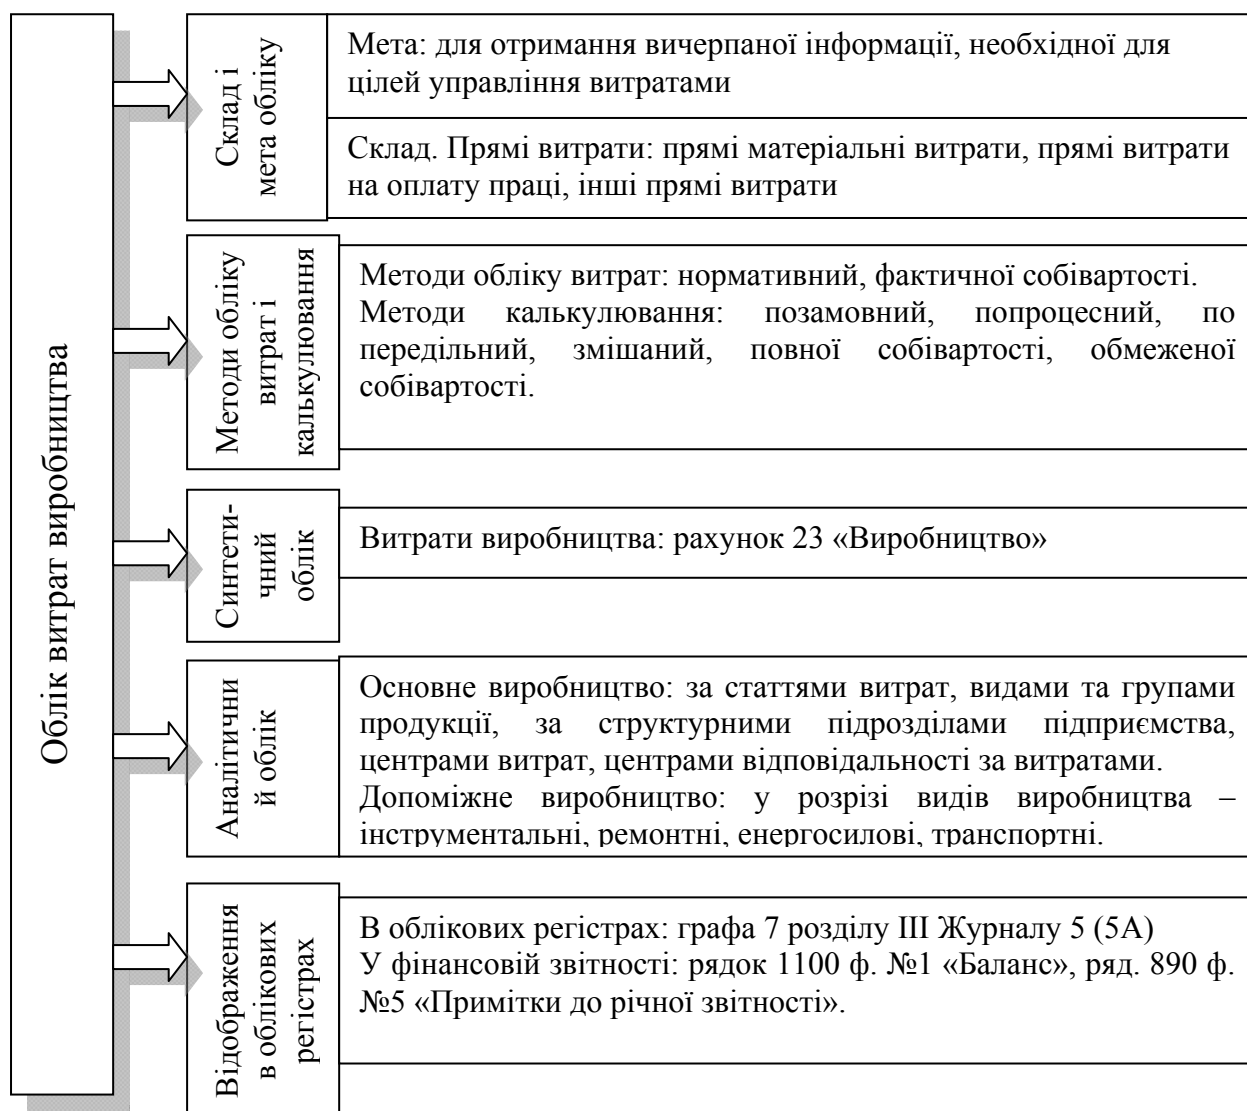 Облік витрат виробництва
Склад і
мета обліку
Мета: для отримання вичерпаної інформації, необхідної для
цілей управління витратами
Склад. Прямі витрати: прямі матеріальні витрати, прямі витрати
на оплату праці, інші прямі витрати
Методи обліку
витрат і
калькулювання
Методи обліку витрат: нормативний, фактичної собівартості.
Методи калькулювання: позамовний, попроцесний, по
передільний, змішаний, повної собівартості, обмеженої
собівартості.
Синтети-
чний
облік
Витрати виробництва: рахунок 23 «Виробництво»
Аналітични
й облік
Основне виробництво: за статтями витрат, видами та групами
продукції, за структурними підрозділами підприємства,
центрами витрат, центрами відповідальності за витратами.
Допоміжне виробництво: у розрізі видів виробництва –
інструментальні, ремонтні, енергосилові, транспортні.
Відображення
в облікових
регістрах
В облікових регістрах: графа 7 розділу III Журналу 5 (5А)
У фінансовій звітності: рядок 1100 ф. №1 «Баланс», ряд. 890 ф.
№5 «Примітки до річної звітності».